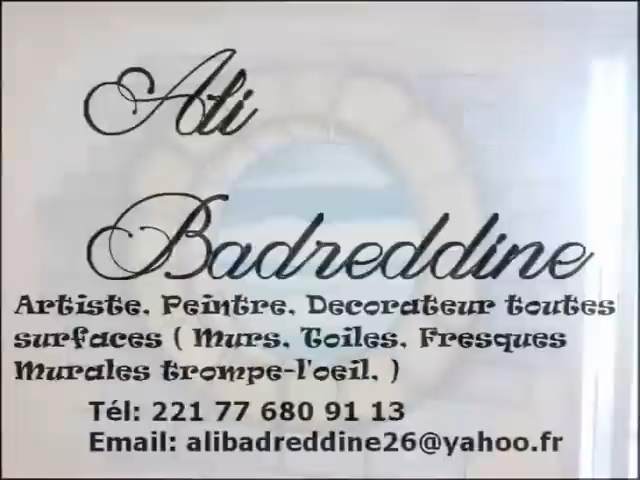 Ali
Badreddine
Artiste, Peintre, Decorateur toutes
surfaces ( Murs, Toiles, Fresques
Murales trompe-l'oeil, )
Tél: 221 77 680 91 13
Email: alibadreddine26@yahoo.fr